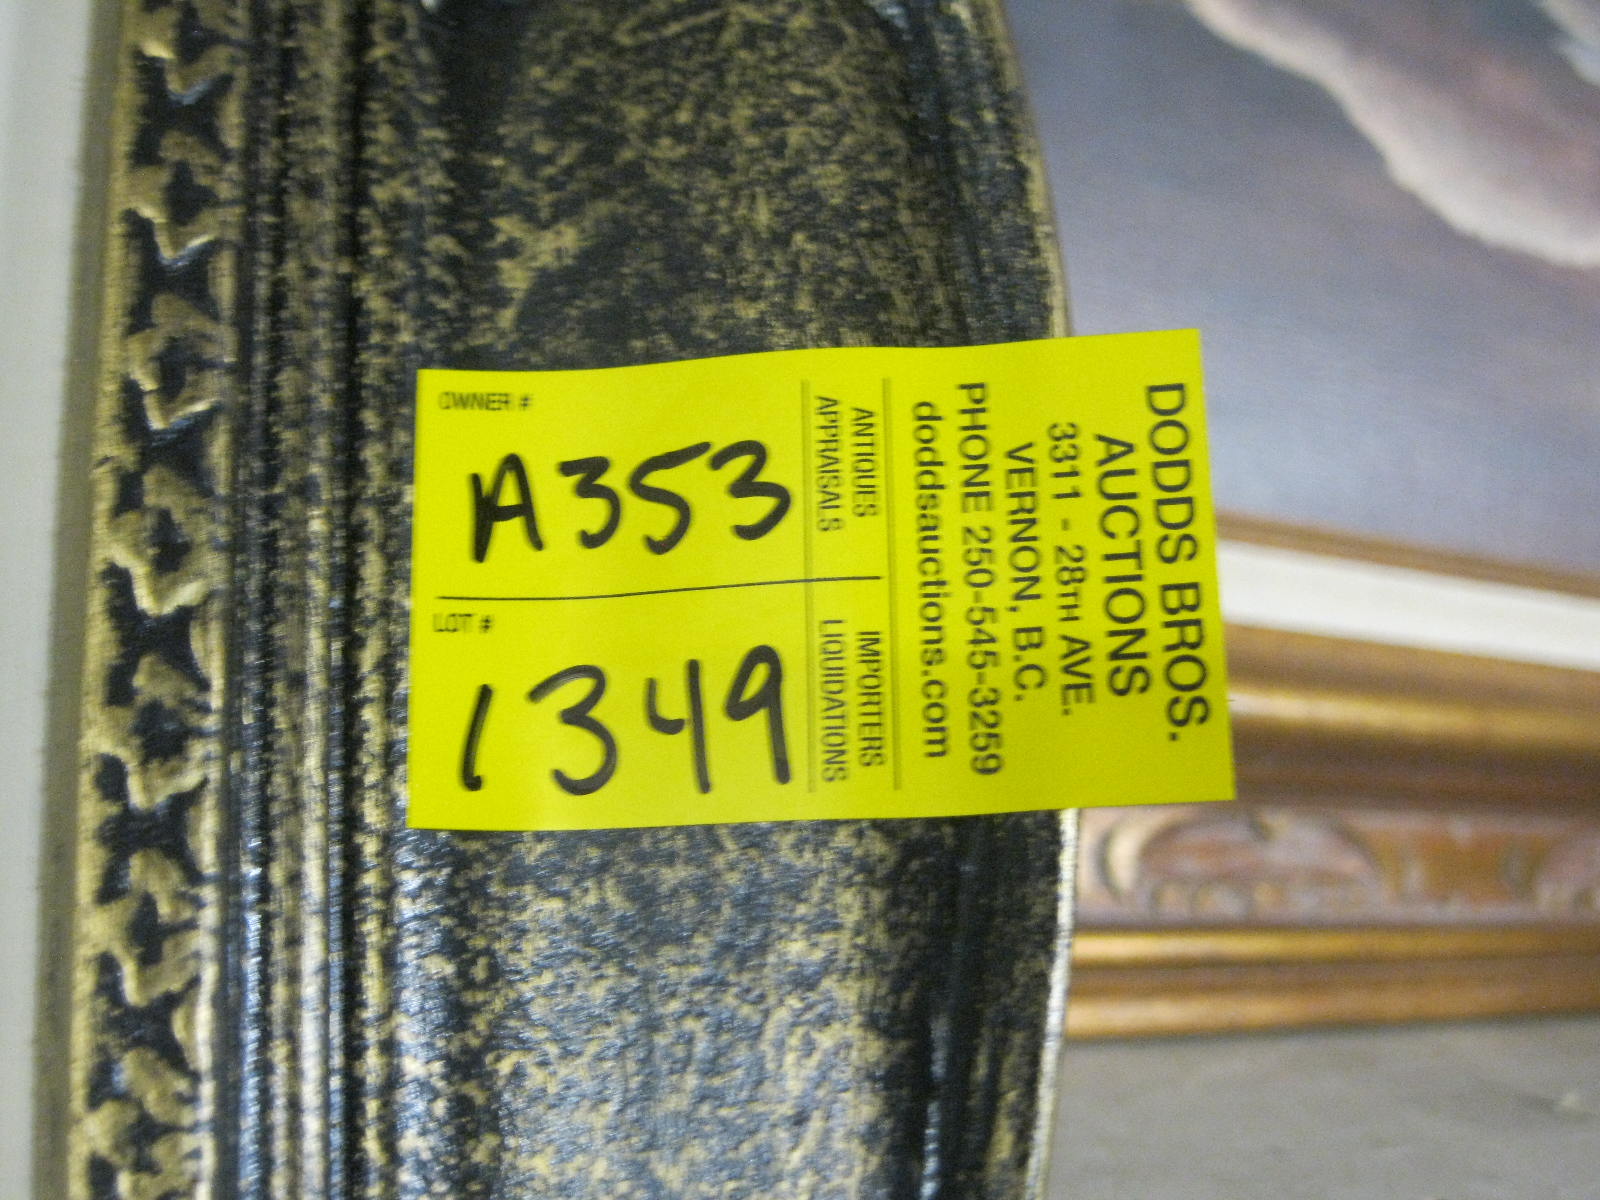 DODDS BROS.
AUCTIONS
3311 - 28TH AVE.
VERNON, B.C.
PHONE 250-545-3259
doddsauctions.com
ANTIQUES
APPRAISALS
IMPORTERS
LIQUIDATIONS
OWNER #
A353
LOT #
1349